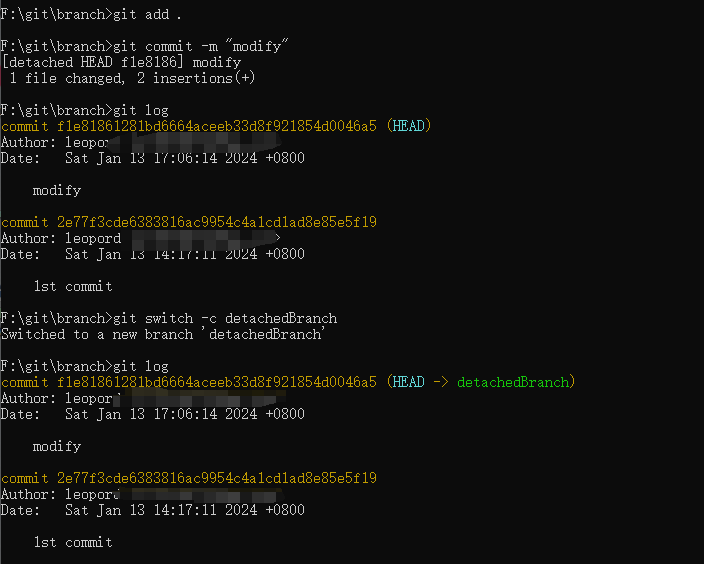 F:\git\branch>git add .
F:\git\branch>git commit -m "modify"
[detached HEAD f1e8186] modify
1 file changed, 2 insertions(+)
F:\git\branch>git log
commit f1e81861281bd6664aceeb33d8f921854d0046a5 (HEAD)
Author: leopor
Date: Sat Jan 13 17:06:14 2024 +0800
modify
commit 2e77f3cde6383816ac9954c4a1cd1ad8e85e5f19
Author: leopord >
Date: Sat Jan 13 14:17:11 2024 +0800
1st commit
F:\git\branch>git switch -c detachedBranch
Switched to a new branch 'detachedBranch'
F:\git\branch>git log
commit f1e81861281bd6664aceeb33d8f921854d0046a5 (HEAD -> detachedBranch)
Author: leopord
Date: Sat Jan 13 17:06:14 2024 +0800
modify
commit 2e77f3cde6383816ac9954c4a1cd1ad8e85e5f19
Author: leopord
Date: Sat Jan 13 14:17:11 2024 +0800
1st commit